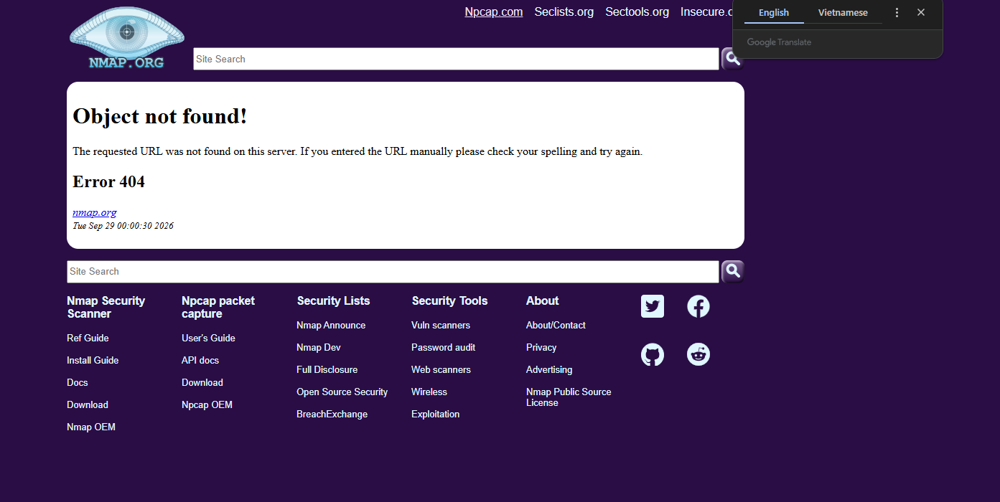 Npcap.com Seclists.org Sectools.org Insecure.
English Vietnamese
Google Translate
NMAP.ORG
Site Search
Object not found!
The requested URL was not found on this server. If you entered the URL manually please check your spelling and try again.
Error 404
nmap.org
Tue Sep 29 00:00:30 2026
Site Search
Nmap Security
Scanner
Ref Guide
Install Guide
Docs
Download
Nmap OEM
Npcap packet
capture
User's Guide
API docs
Download
Npcap OEM
Security Lists
Nmap Announce
Nmap Dev
Full Disclosure
Open Source Security
BreachExchange
Security Tools
Vuln scanners
Password audit
Web scanners
Wireless
Exploitation
About
About/Contact
Privacy
Advertising
Nmap Public Source
License